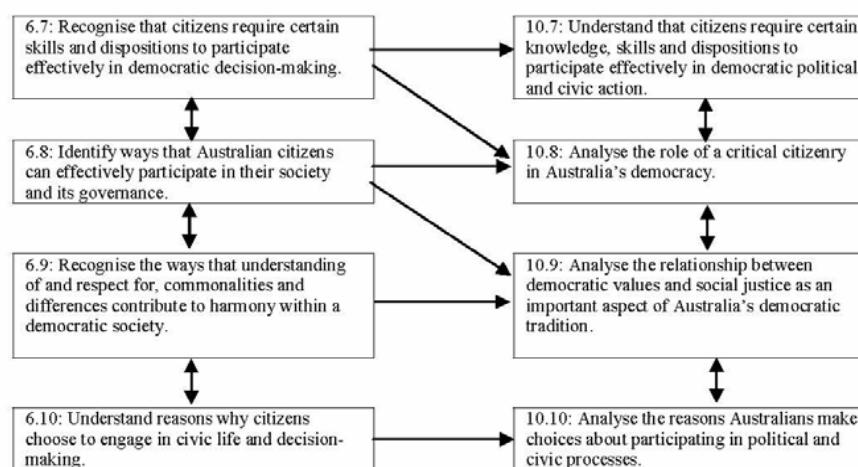 6.7: Recognise that citizens require certain
skills and dispositions to participate
effectively in democratic decision-making.
10.7: Understand that citizens require certain
knowledge, skills and dispositions to
participate effectively in democratic political
and civic action.
6.8: Identify ways that Australian citizens
can effectively participate in their society
and its governance.
10.8: Analyse the role of a critical citizenry
in Australia's democracy.
6.9: Recognise the ways that understanding
of and respect for, commonalities and
differences contribute to harmony within a
democratic society.
10.9: Analyse the relationship between
democratic values and social justice as an
important aspect of Australia's democratic
tradition.
6.10: Understand reasons why citizens
choose to engage in civic life and decision-
making.
10.10: Analyse the reasons Australians make
choices about participating in political and
civic processes.